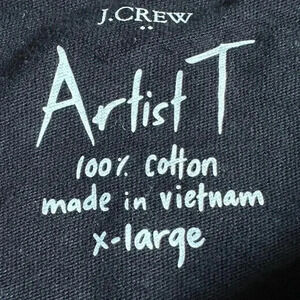 J.CREW
Artist T
100% cotton
made in vietnam
x-large